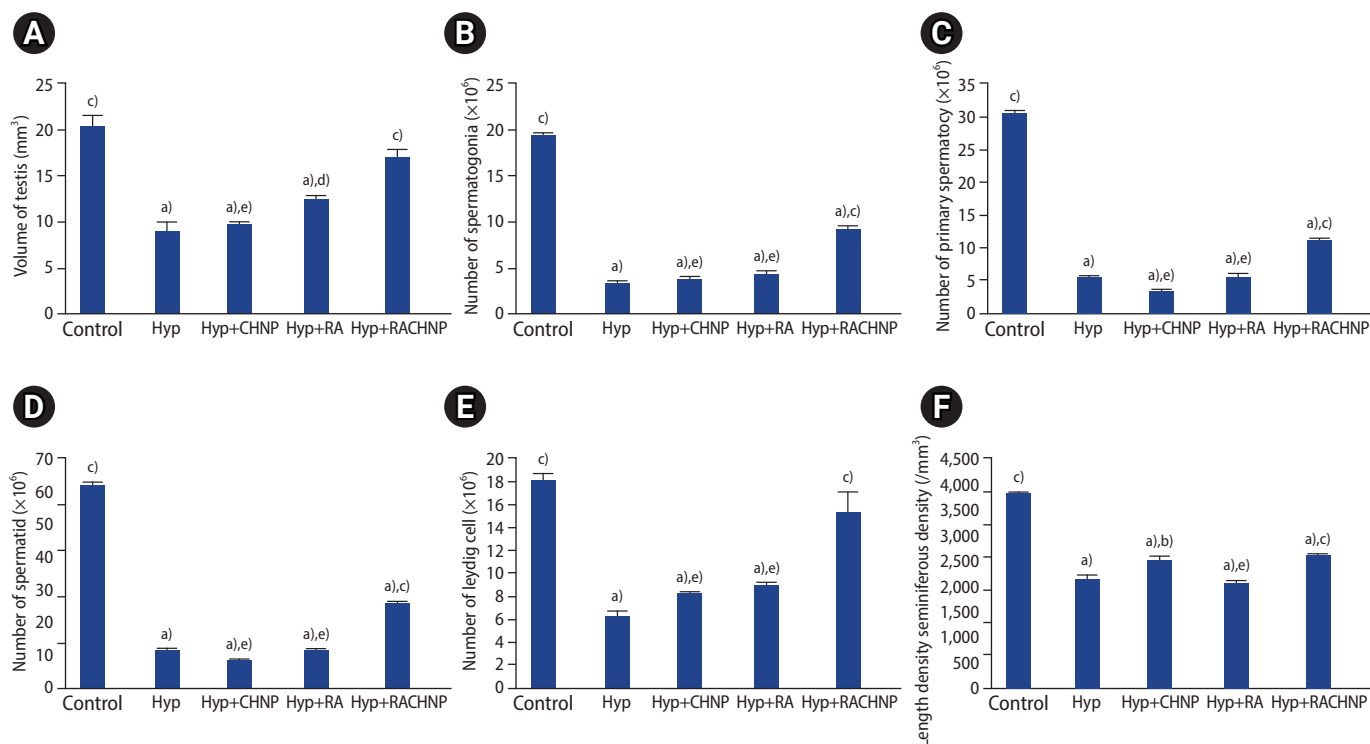 A
Volume of testis (mm³)
25
20
15
10
5
0
c)
a)
a),e)
a),d)
c)
Control Hyp Hyp+CHNP Hyp+RA Hyp+RACHNP
B
Number of spermatogonia (×10⁶)
25
20
15
10
5
0
c)
a)
a),e)
a),e)
a),c)
Control Hyp Hyp+CHNP Hyp+RA Hyp+RACHNP
C
Number of primary spermatocy (×10⁶)
35
30
25
20
15
10
5
0
c)
a)
a),e)
a),e)
a),c)
Control Hyp Hyp+CHNP Hyp+RA Hyp+RACHNP
D
Number of spermatid (×10⁶)
70
60
50
40
30
20
10
0
c)
a)
a),e)
a),e)
a),c)
Control Hyp Hyp+CHNP Hyp+RA Hyp+RACHNP
E
Number of leydig cell (×10⁶)
20
18
16
14
12
10
8
6
4
2
0
c)
a)
a),e)
a),e)
c)
Control Hyp Hyp+CHNP Hyp+RA Hyp+RACHNP
F
Length density seminiferous density (/mm³)
4,500
4,000
3,500
3,000
2,500
2,000
1,500
1,000
500
0
c)
a)
a),b)
a),e)
a),c)
Control Hyp Hyp+CHNP Hyp+RA Hyp+RACHNP